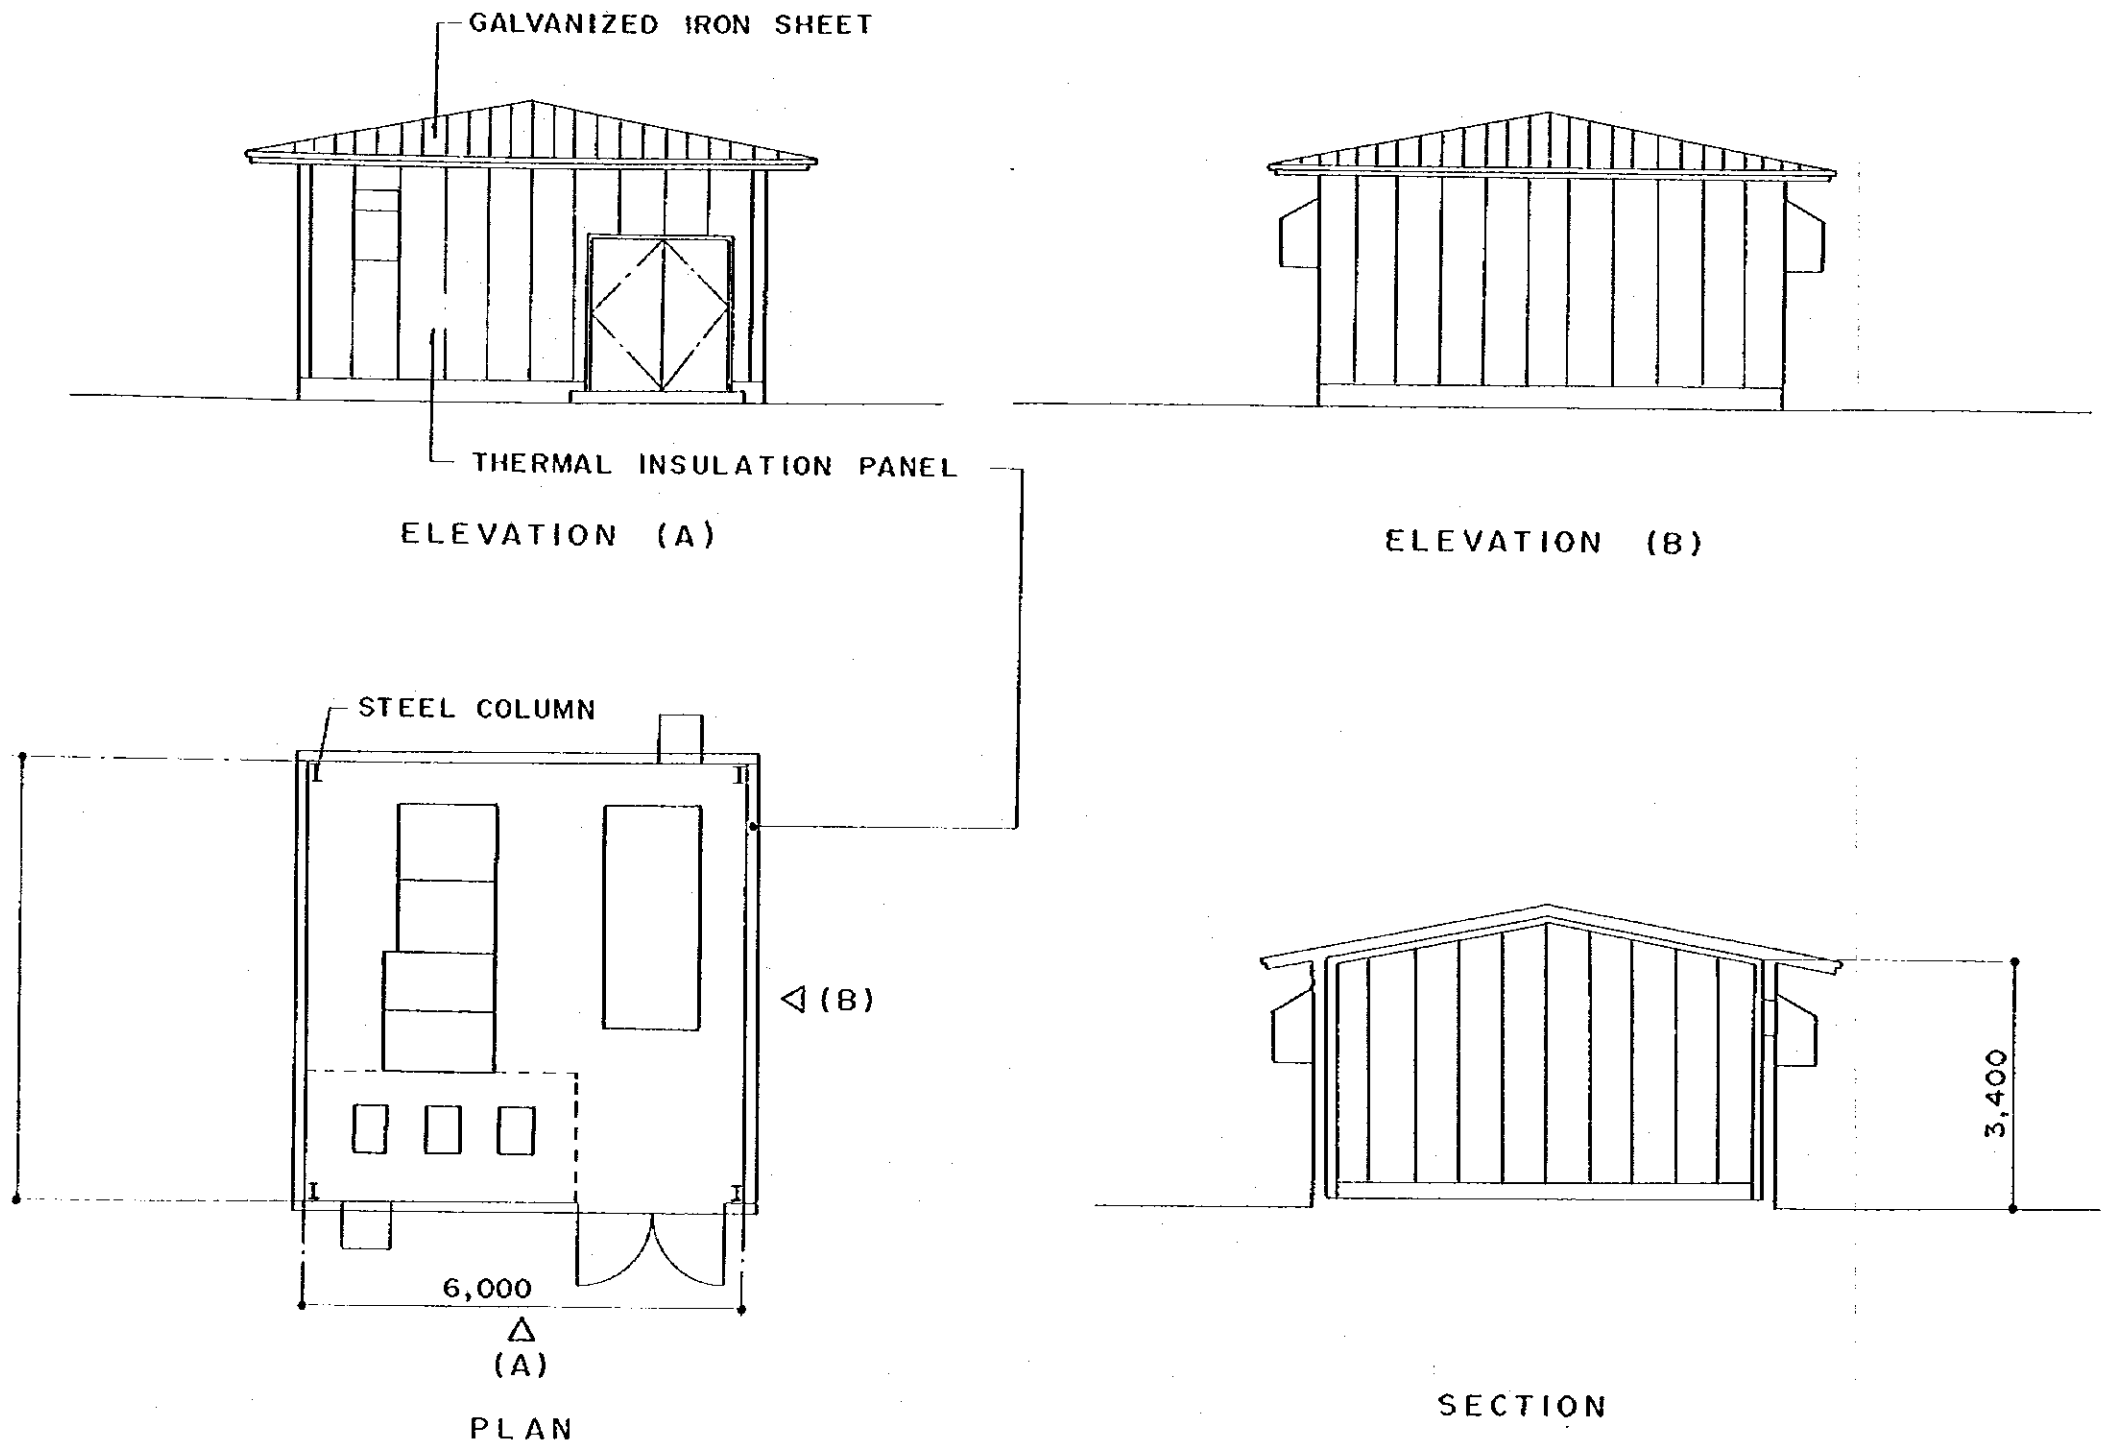 GALVANIZED IRON SHEET
THERMAL INSULATION PANEL
ELEVATION (A)
ELEVATION (B)
STEEL COLUMN
(B)
6,000
(A)
PLAN
3,400
SECTION